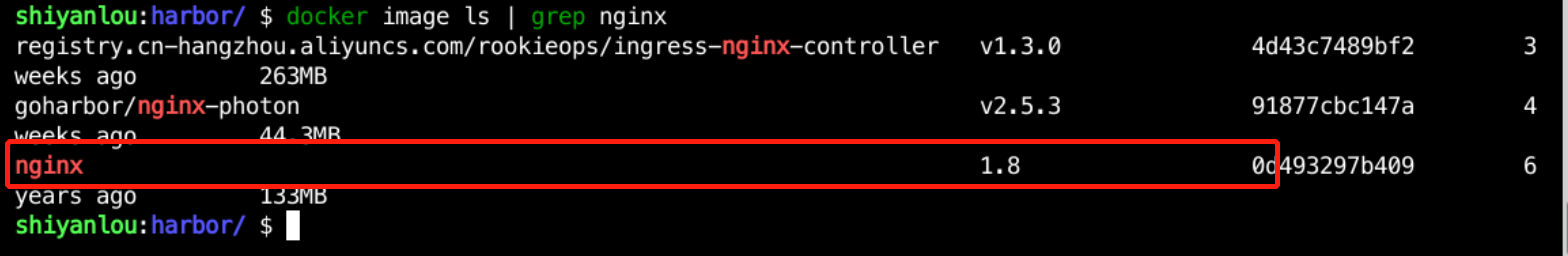 shiyanlou:harbor/ $ docker image ls | grep nginx
registry.cn-hangzhou.aliyuncs.com/rookieops/ingress-nginx-controller   v1.3.0              4d43c7489bf2        3
weeks ago         263MB
goharbor/nginx-photon                                                  v2.5.3              91877cbc147a        4
weeks ago         44.3MB
nginx                                                                  1.8                 0d493297b409        6
years ago         133MB
shiyanlou:harbor/ $